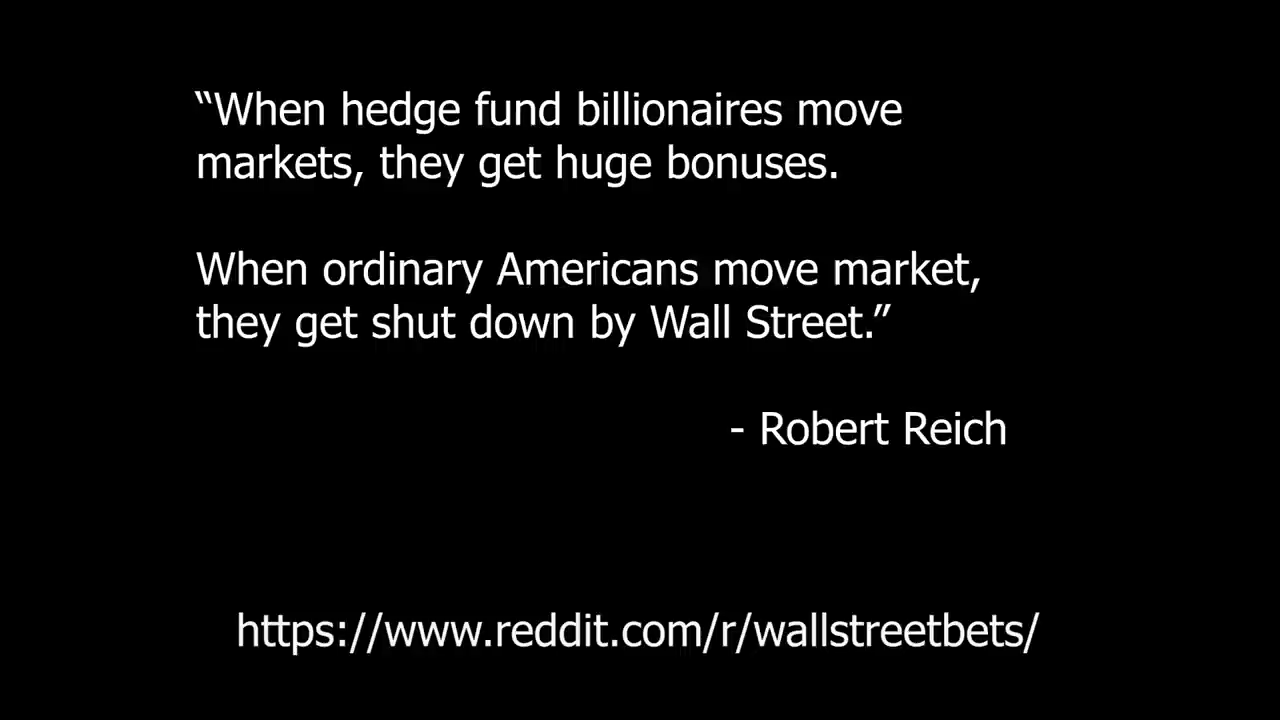 “When hedge fund billionaires move
markets, they get huge bonuses.
When ordinary Americans move market,
they get shut down by Wall Street.”
- Robert Reich
https://www.reddit.com/r/wallstreetbets/